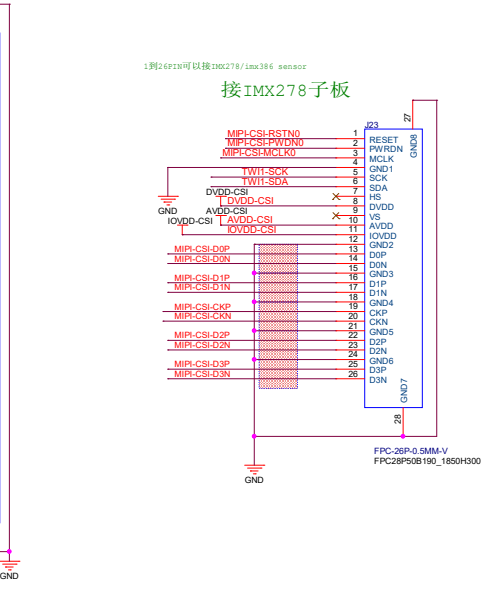 1到26PIN可以接IMX278/imx386 sensor
接IMX278子板
J23
27
GND8
MIPI-CSI-RSTN0 1 RESET
MIPI-CSI-PWDN0 2 PWRDN
MIPI-CSI-MCLK0 3 MCLK
4 GND1
TWI1-SCK 5 SCK
TWI1-SDA 6 SDA
DVDD-CSI 7 HS
DVDD-CSI 8 DVDD
GND AVDD-CSI 9 VS
IOVDD-CSI AVDD-CSI 10 AVDD
IOVDD-CSI 11 IOVDD
12 GND2
MIPI-CSI-D0P 13 D0P
MIPI-CSI-D0N 14 D0N
15 GND3
MIPI-CSI-D1P 16 D1P
MIPI-CSI-D1N 17 D1N
18 GND4
MIPI-CSI-CKP 19 CKP
MIPI-CSI-CKN 20 CKN
21 GND5
MIPI-CSI-D2P 22 D2P
MIPI-CSI-D2N 23 D2N
24 GND6
MIPI-CSI-D3P 25 D3P
MIPI-CSI-D3N 26 D3N
GND7
28
FPC-26P-0.5MM-V
FPC28P50B190_1850H300
GND
GND